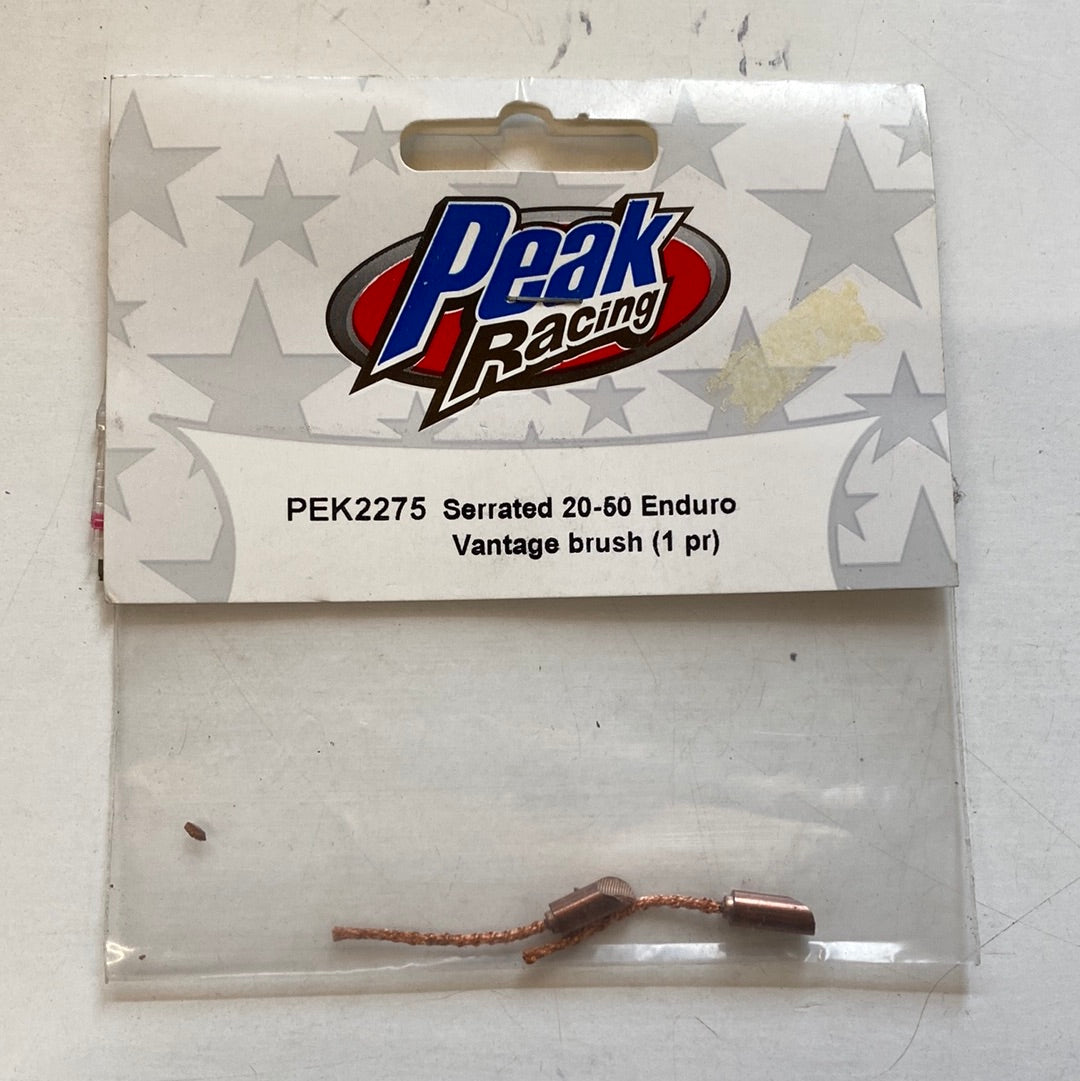 Peak
Racing
PEK2275 Serrated 20-50 Enduro
Vantage brush (1 pr)